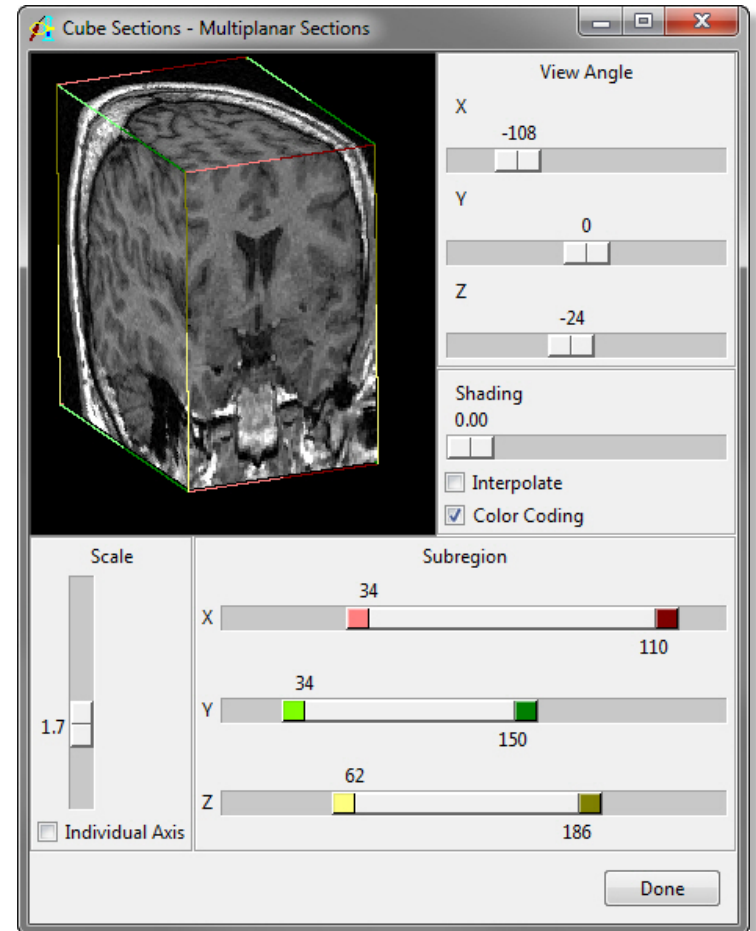 Cube Sections - Multiplanar Sections
View Angle
X
-108
Y
0
Z
-24
Shading
0.00
Interpolate
Color Coding
Scale
1.7
Individual Axis
Subregion
34
X
110
34
Y
150
62
Z
186
Done